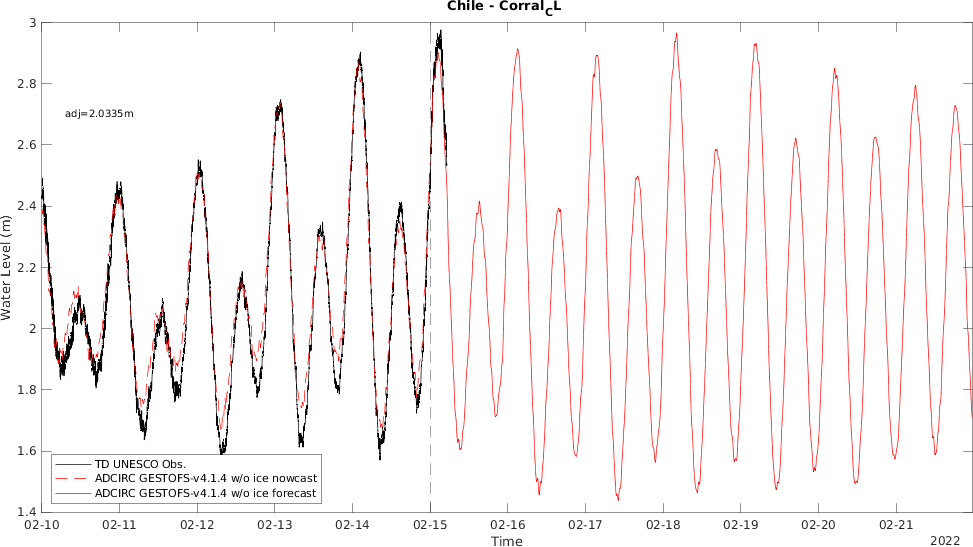 Chile - Corral_CL
3
2.8
adj=2.0335m
2.6
2.4
2.2
2
1.8
1.6
1.4
Water Level (m)
TD UNESCO Obs.
ADCIRC GESTOFS-v4.1.4 w/o ice nowcast
ADCIRC GESTOFS-v4.1.4 w/o ice forecast
02-10 02-11 02-12 02-13 02-14 02-15 02-16 02-17 02-18 02-19 02-20 02-21
Time
2022